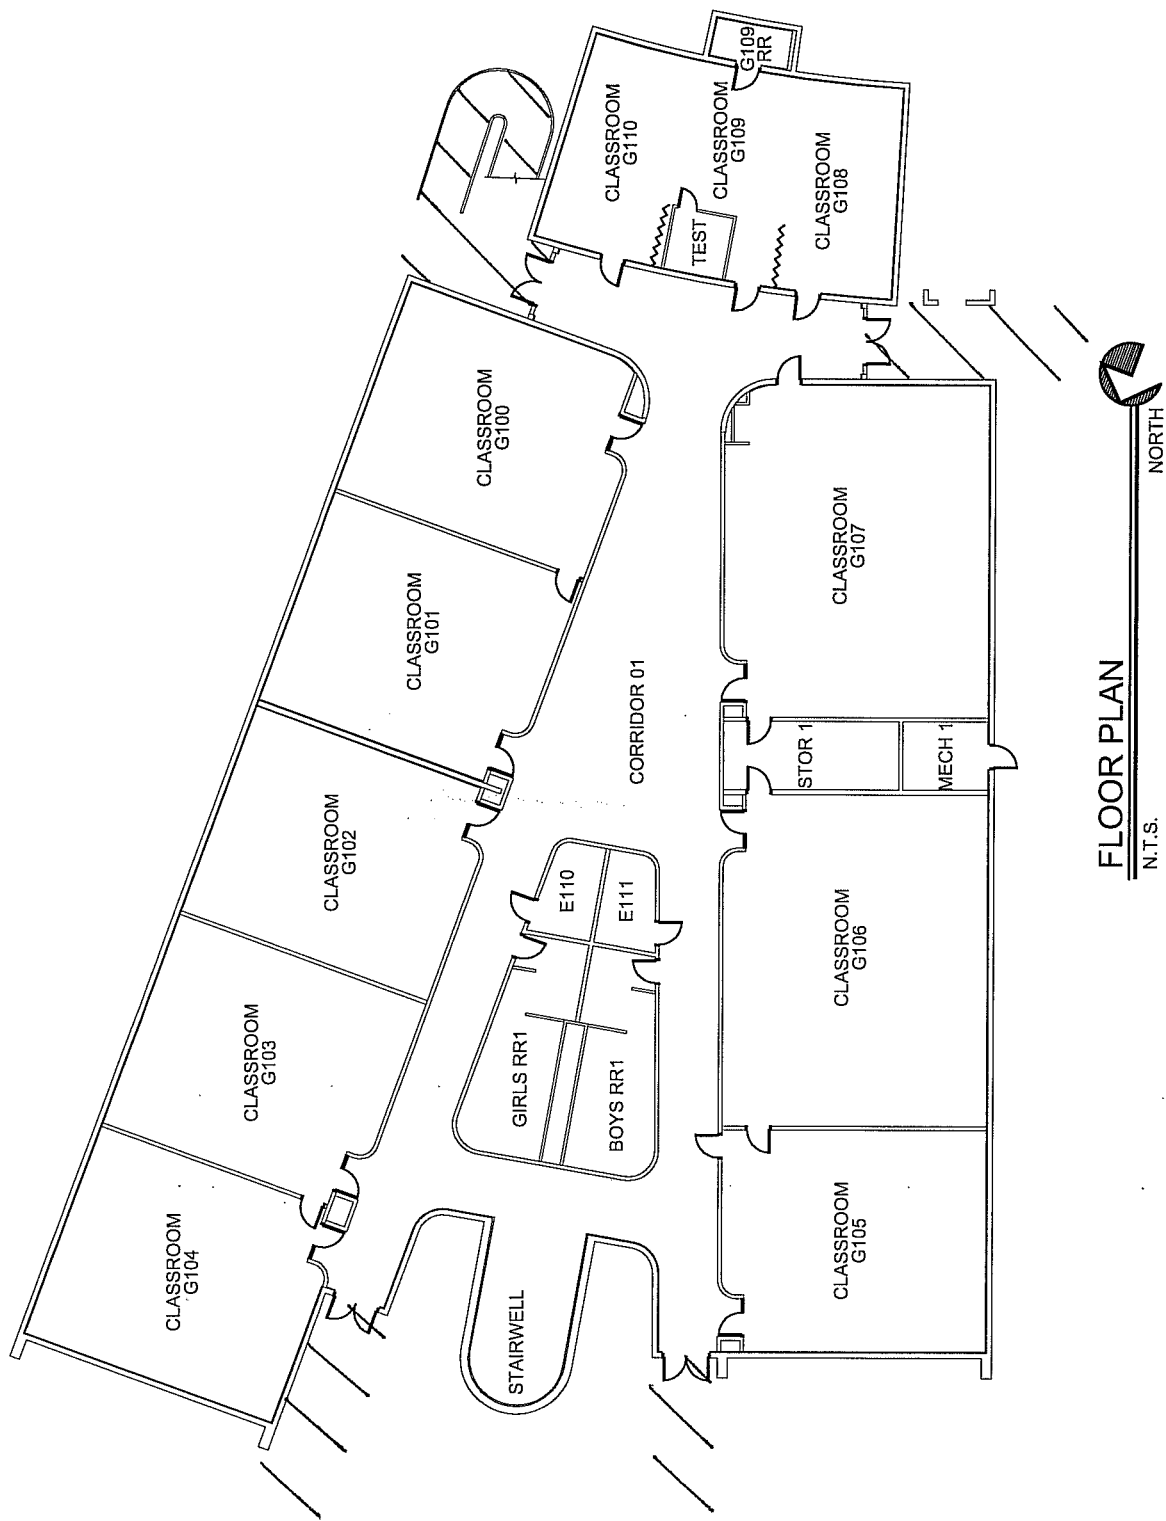 CLASSROOM
G104
CLASSROOM
G103
CLASSROOM
G102
CLASSROOM
G101
CLASSROOM
G100
CLASSROOM
G110
CLASSROOM
G109
G109
RR
CLASSROOM
G108
TEST
STAIRWELL
GIRLS RR1
BOYS RR1
E110
E111
CORRIDOR 01
CLASSROOM
G105
CLASSROOM
G106
STOR 1
MECH 1
CLASSROOM
G107
FLOOR PLAN
N.T.S.
NORTH